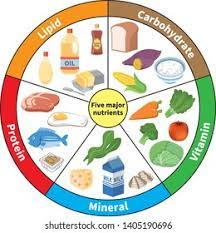 Lipid
Carbohydrate
OIL
Five major
nutrients
Protein
Vitamin
MILK
Mineral
shutterstock.com · 1405190696